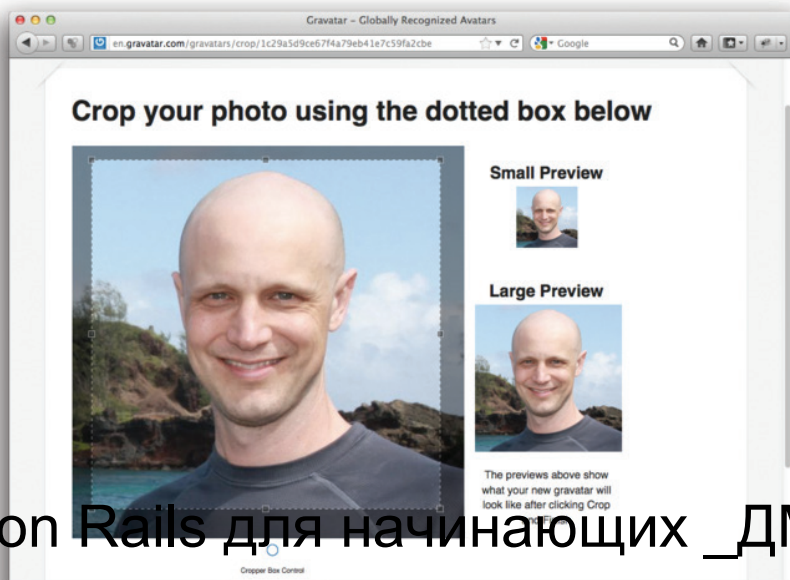 Gravatar – Globally Recognized Avatars
en.gravatar.com/gravatars/crop/1c29a5d9ce67f4a79eb41e7c59fa2cbe
Google
Crop your photo using the dotted box below
Small Preview
Large Preview
The previews above show
what your new gravatar will
look like after clicking Crop
on Rails для начинающих _ДМ
Cropper Box Control